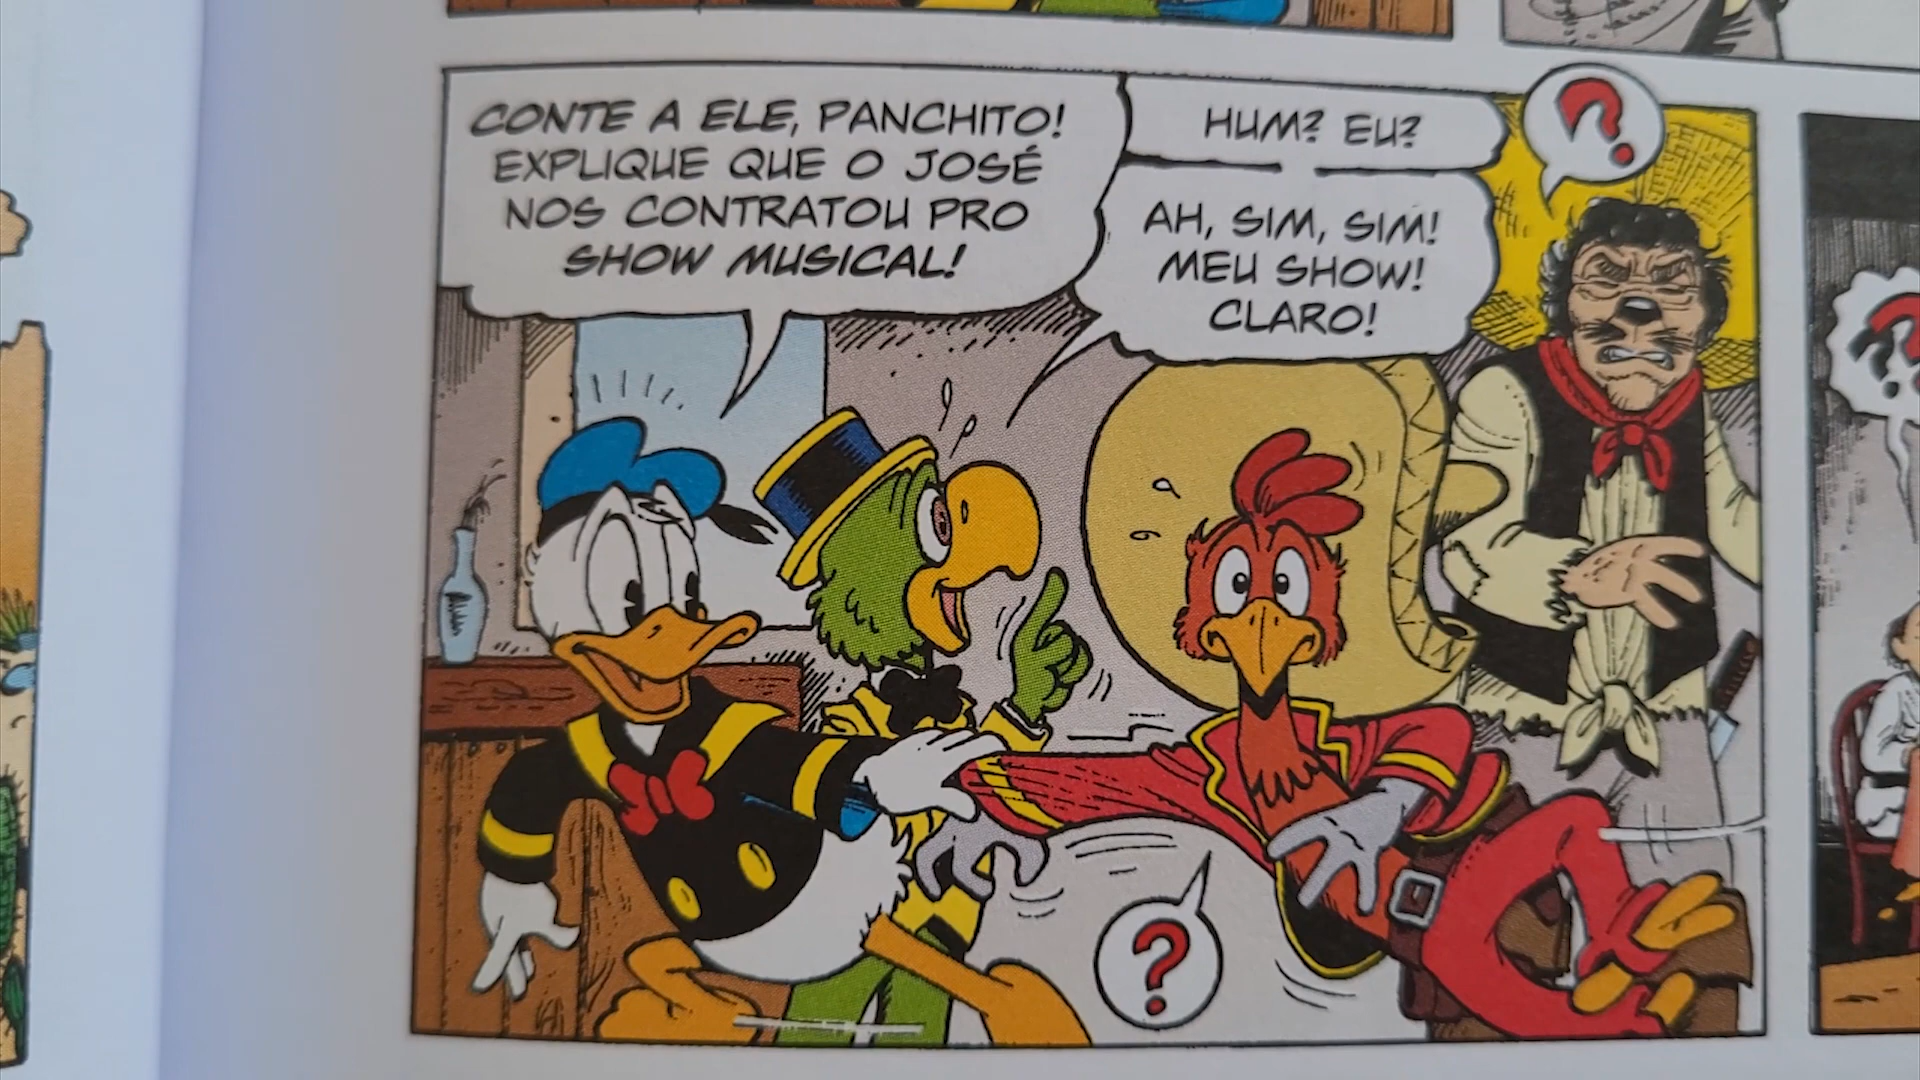 CONTE A ELE, PANCHITO!
EXPLIQUE QUE O JOSÉ
NOS CONTRATOU PRO
SHOW MUSICAL!
HUM? EU?
AH, SIM, SIM!
MEU SHOW!
CLARO!
?
?
?